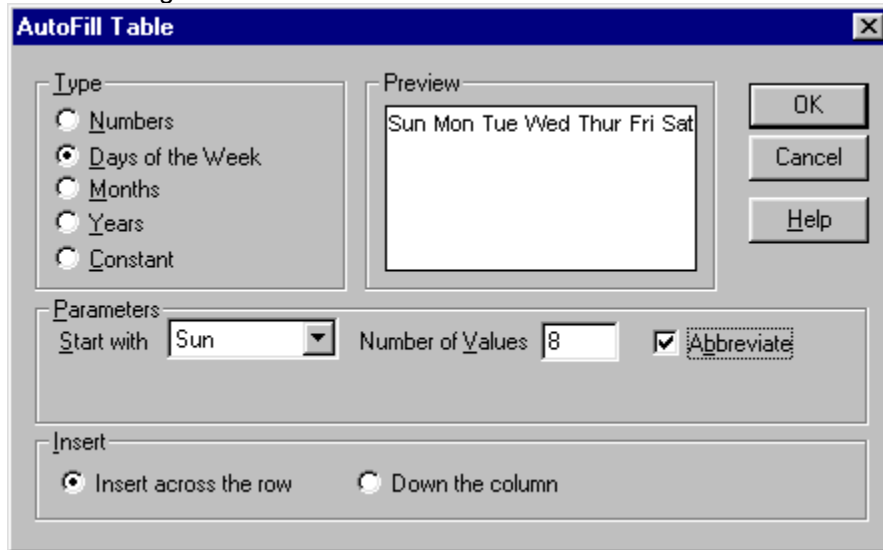 AutoFill Table
Type
Numbers
Days of the Week
Months
Years
Constant
Preview
Sun Mon Tue Wed Thur Fri Sat
OK
Cancel
Help
Parameters
Start with Sun Number of Values 8 Abbreviate
Insert
Insert across the row Down the column